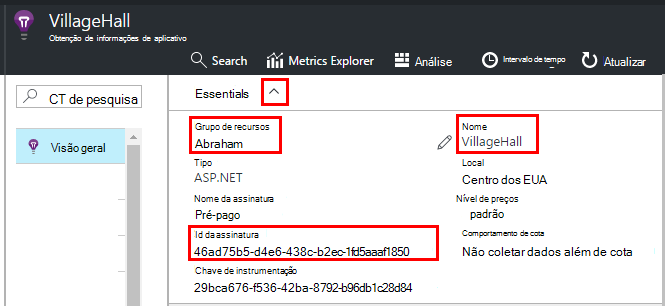 VillageHall
Obtenção de informações de aplicativo
Search Metrics Explorer Análise Intervalo de tempo Atualizar
CT de pesquisa
Essentials
Visão geral
Grupo de recursos
Abraham
Nome
VillageHall
Tipo
ASP.NET
Local
Centro dos EUA
Nome da assinatura
Pré-pago
Nível de preços
padrão
Id da assinatura
46ad75b5-d4e6-438c-b2ec-1fd5aaaf1850
Comportamento de cota
Não coletar dados além de cota
Chave de instrumentação
29bca676-f536-42ba-8792-b96db1c28d84